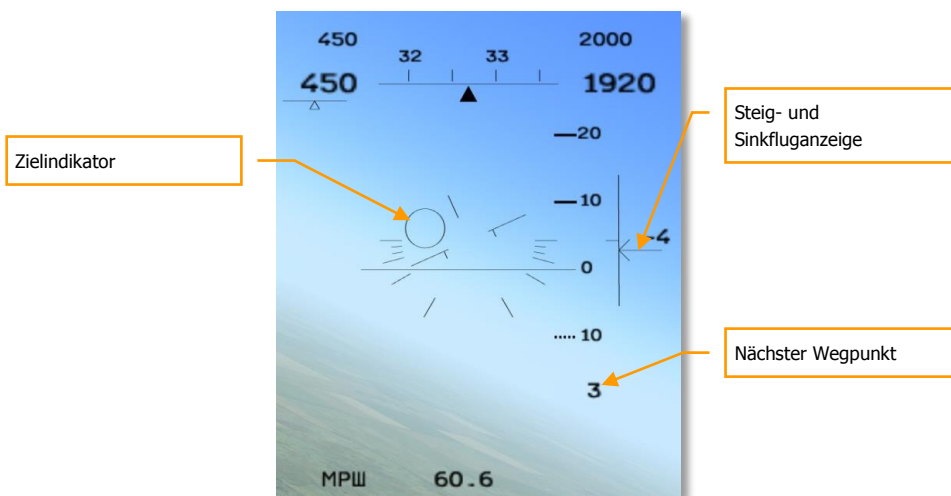 450
2000
32
33
450
1920
20
Steig- und
Sinkfluganzeige
Zielindikator
10
-4
0
10
Nächster Wegpunkt
3
МРШ
60.6